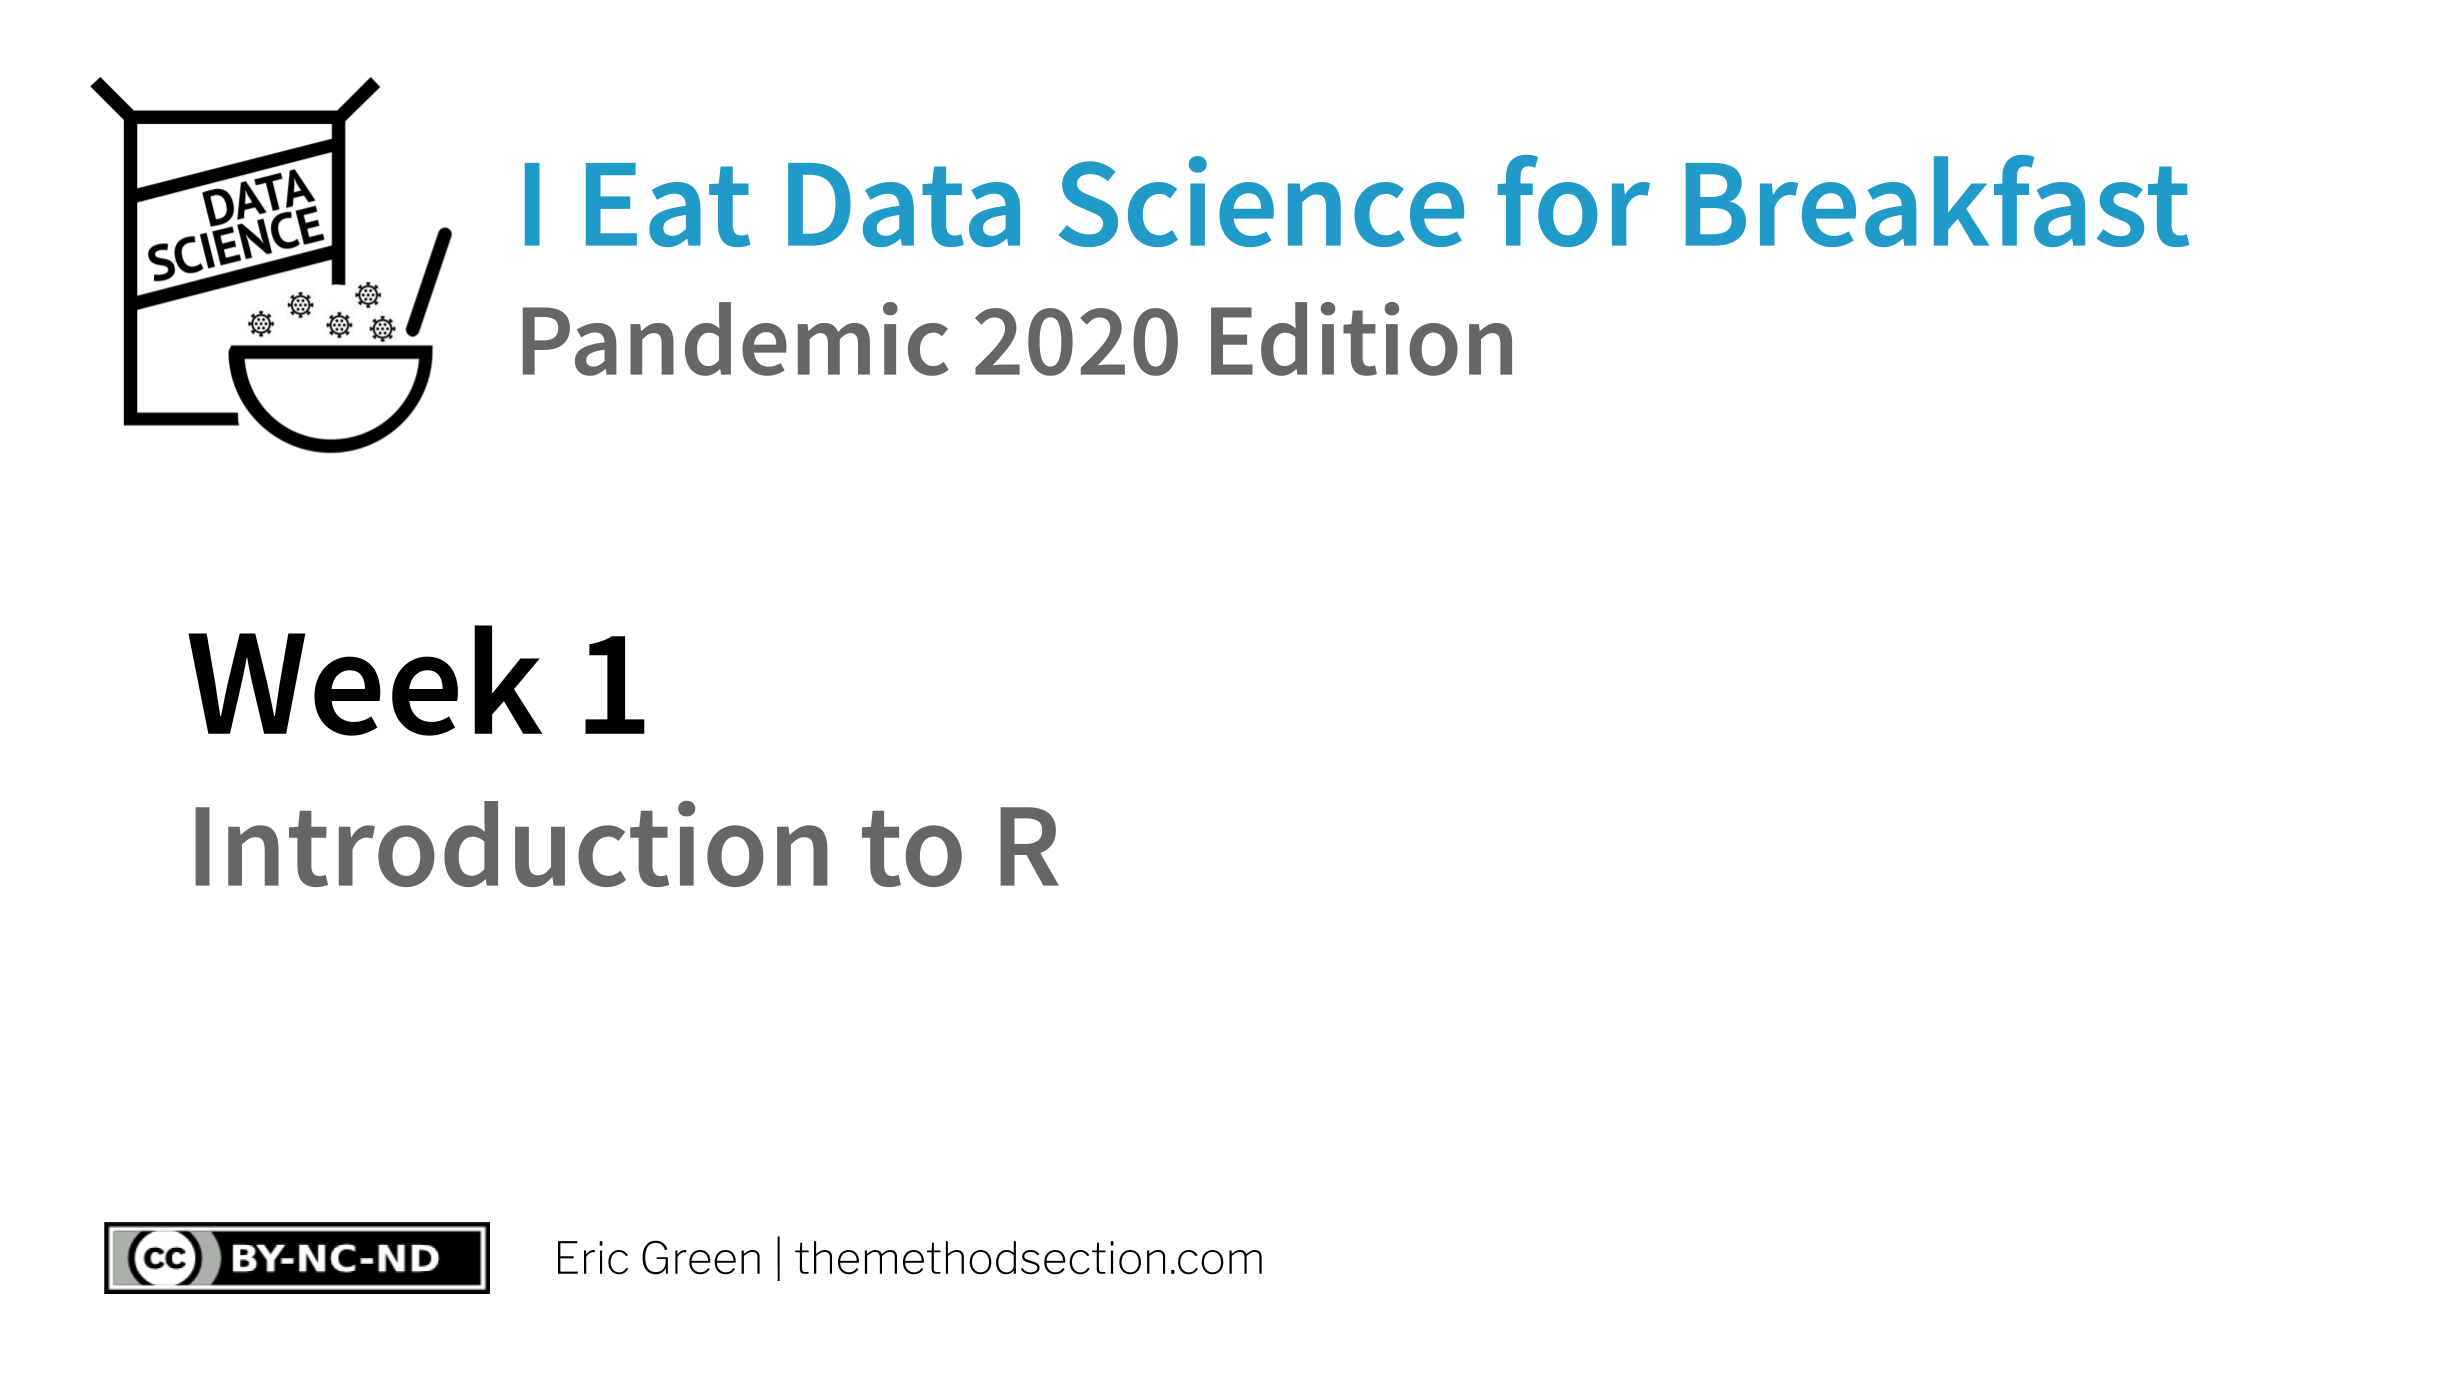 DATA
SCIENCE
I Eat Data Science for Breakfast
Pandemic 2020 Edition
Week 1
Introduction to R
cc BY-NC-ND
Eric Green | themethodsection.com